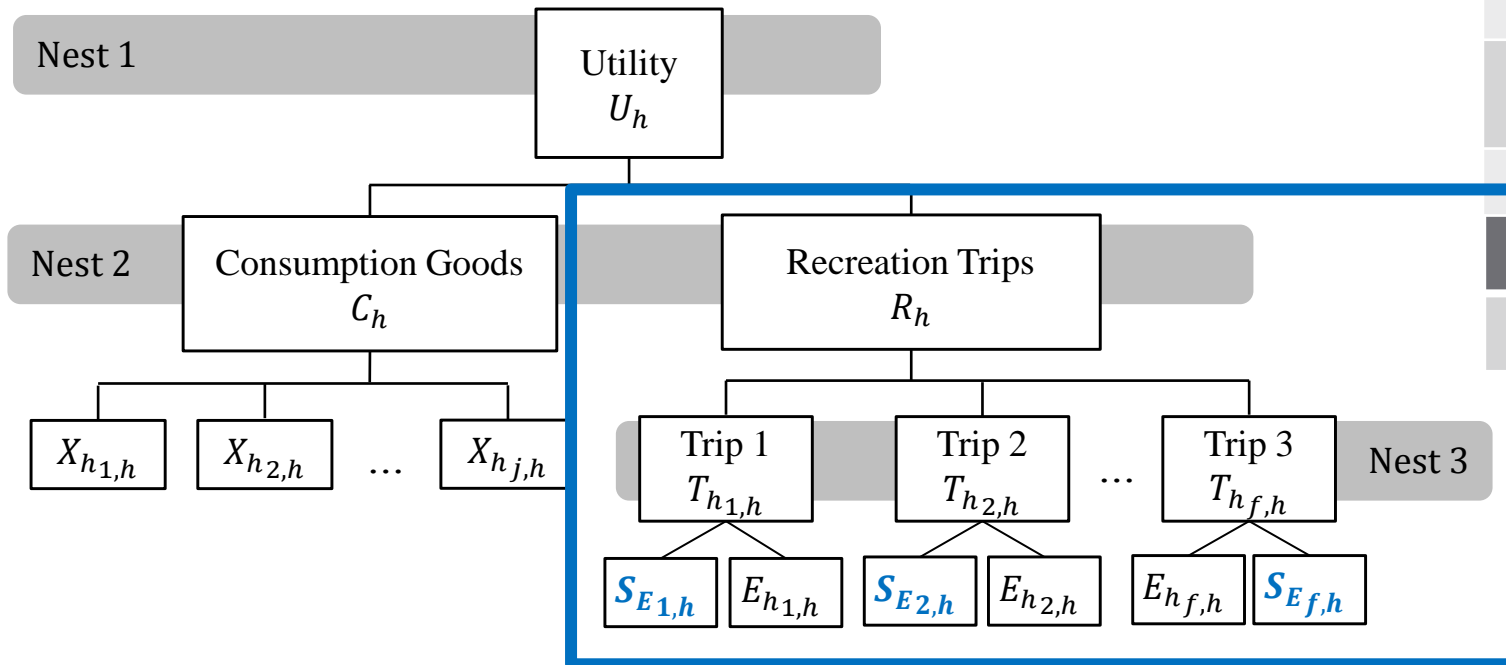 Nest 1
Utility
U_h
Nest 2
Consumption Goods
C_h
Recreation Trips
R_h
X_{h_{1,h}}
X_{h_{2,h}}
...
X_{h_{j,h}}
Trip 1
T_{h_{1,h}}
Trip 2
T_{h_{2,h}}
...
Trip 3
T_{h_{f,h}}
Nest 3
S_{E_{1,h}}
E_{h_{1,h}}
S_{E_{2,h}}
E_{h_{2,h}}
E_{h_{f,h}}
S_{E_{f,h}}